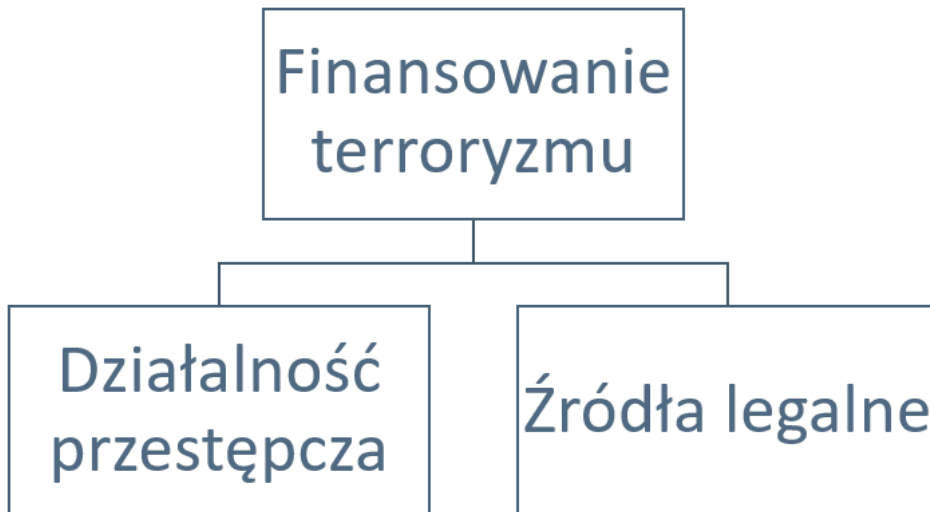 Finansowanie
terroryzmu
Działalność
przestępcza
Źródła legalne